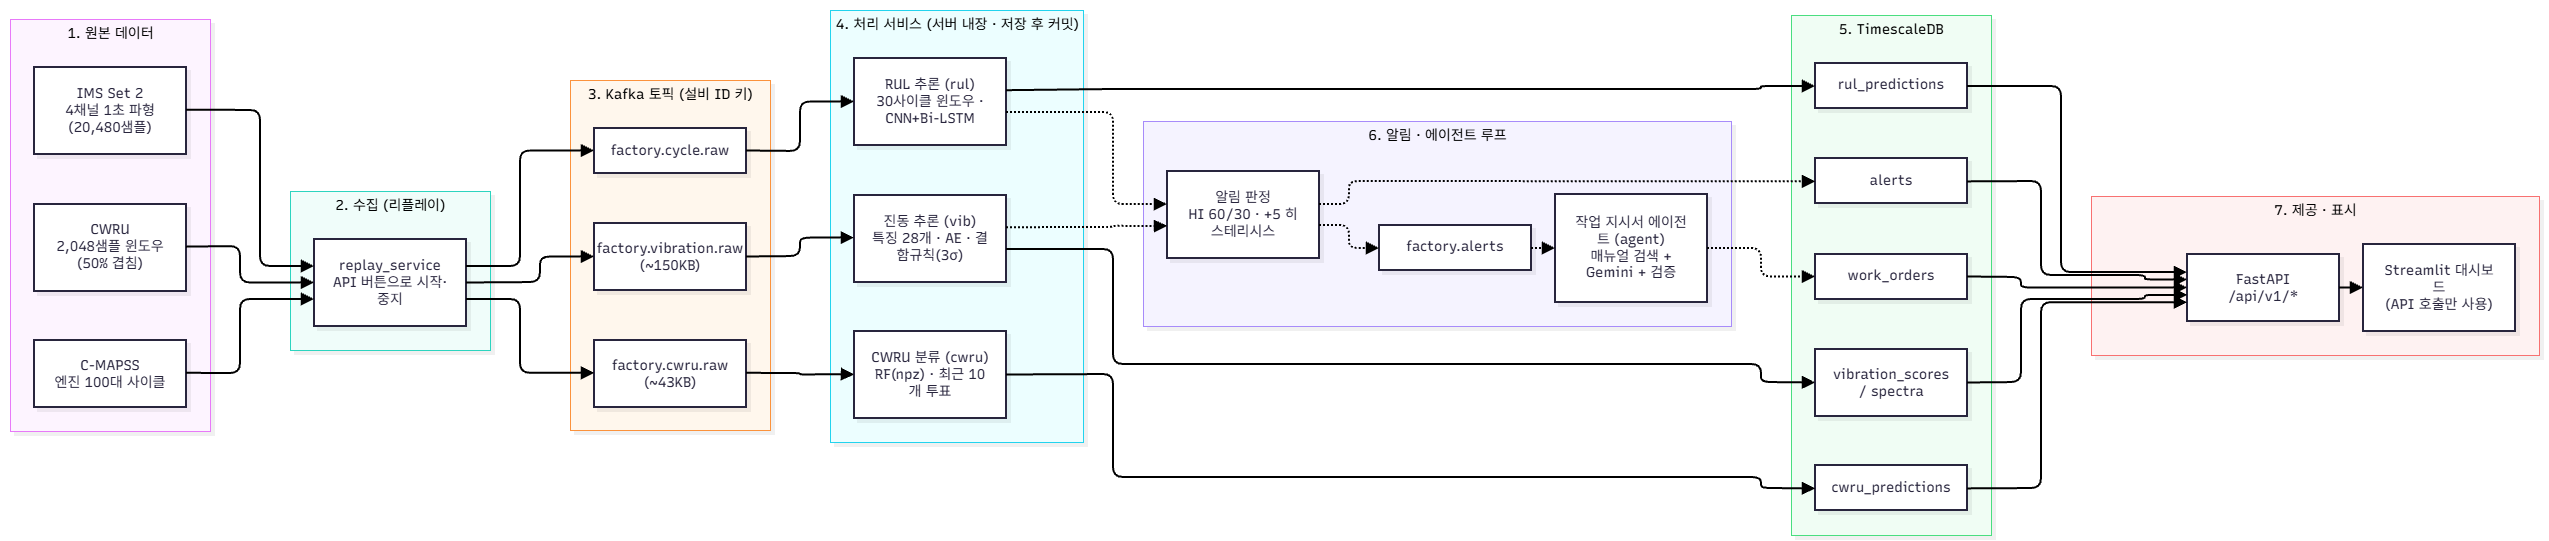 1. 원본 데이터
IMS Set 2
4채널 1초 파형
(20,480샘플)
CWRU
2,048샘플 윈도우
(50% 겹침)
C-MAPSS
엔진 100대 사이클
2. 수집 (리플레이)
replay_service
API 버튼으로 시작·
중지
3. Kafka 토픽 (설비 ID 키)
factory.cycle.raw
factory.vibration.raw
(~150KB)
factory.cwru.raw
(~43KB)
4. 처리 서비스 (서버 내장 · 저장 후 커밋)
RUL 추론 (rul)
30사이클 윈도우 ·
CNN+Bi-LSTM
진동 추론 (vib)
특징 28개 · AE · 결
함규칙(3σ)
CWRU 분류 (cwru)
RF(npz) · 최근 10
개 투표
6. 알림 · 에이전트 루프
알림 판정
HI 60/30 · +5 히
스테리시스
factory.alerts
작업 지시서 에이전
트 (agent)
매뉴얼 검색 +
Gemini + 검증
5. TimescaleDB
rul_predictions
alerts
work_orders
vibration_scores
/ spectra
cwru_predictions
7. 제공 · 표시
FastAPI
/api/v1/*
Streamlit 대시보
드
(API 호출만 사용)